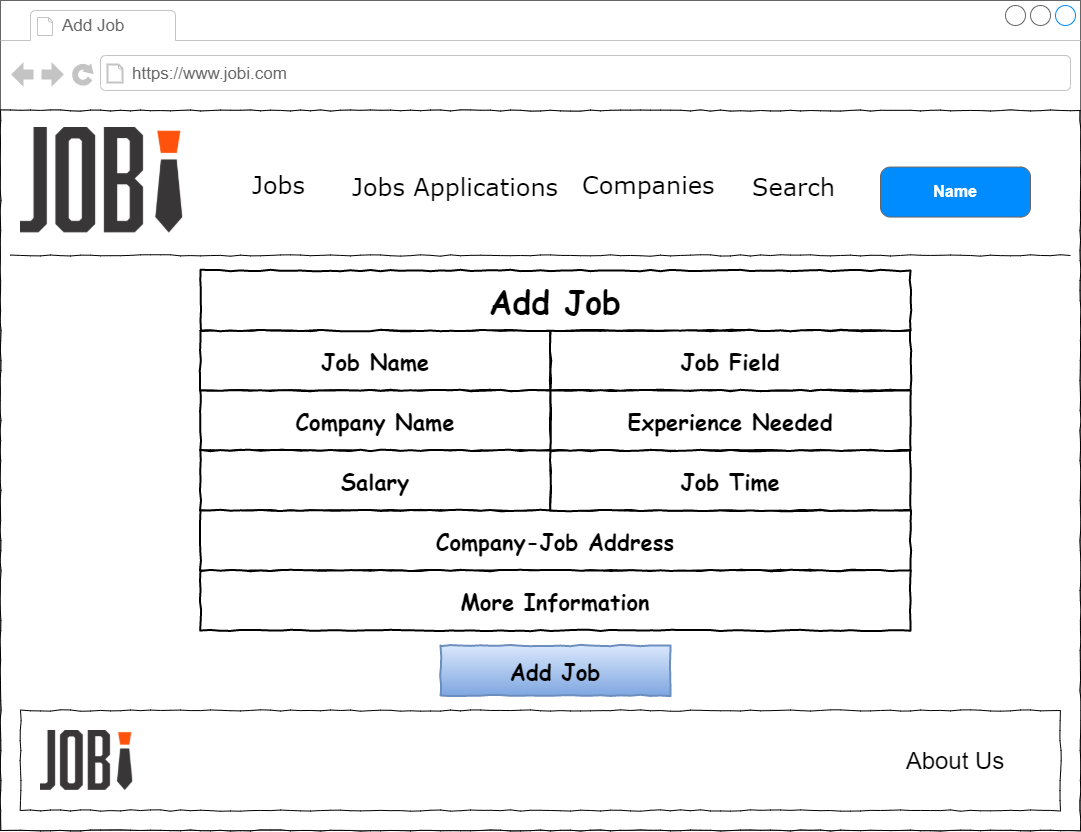 Add Job
https://www.jobi.com
JOBi
Jobs Jobs Applications Companies Search Name
Add Job
Job Name Job Field
Company Name Experience Needed
Salary Job Time
Company-Job Address
More Information
Add Job
JOBi About Us